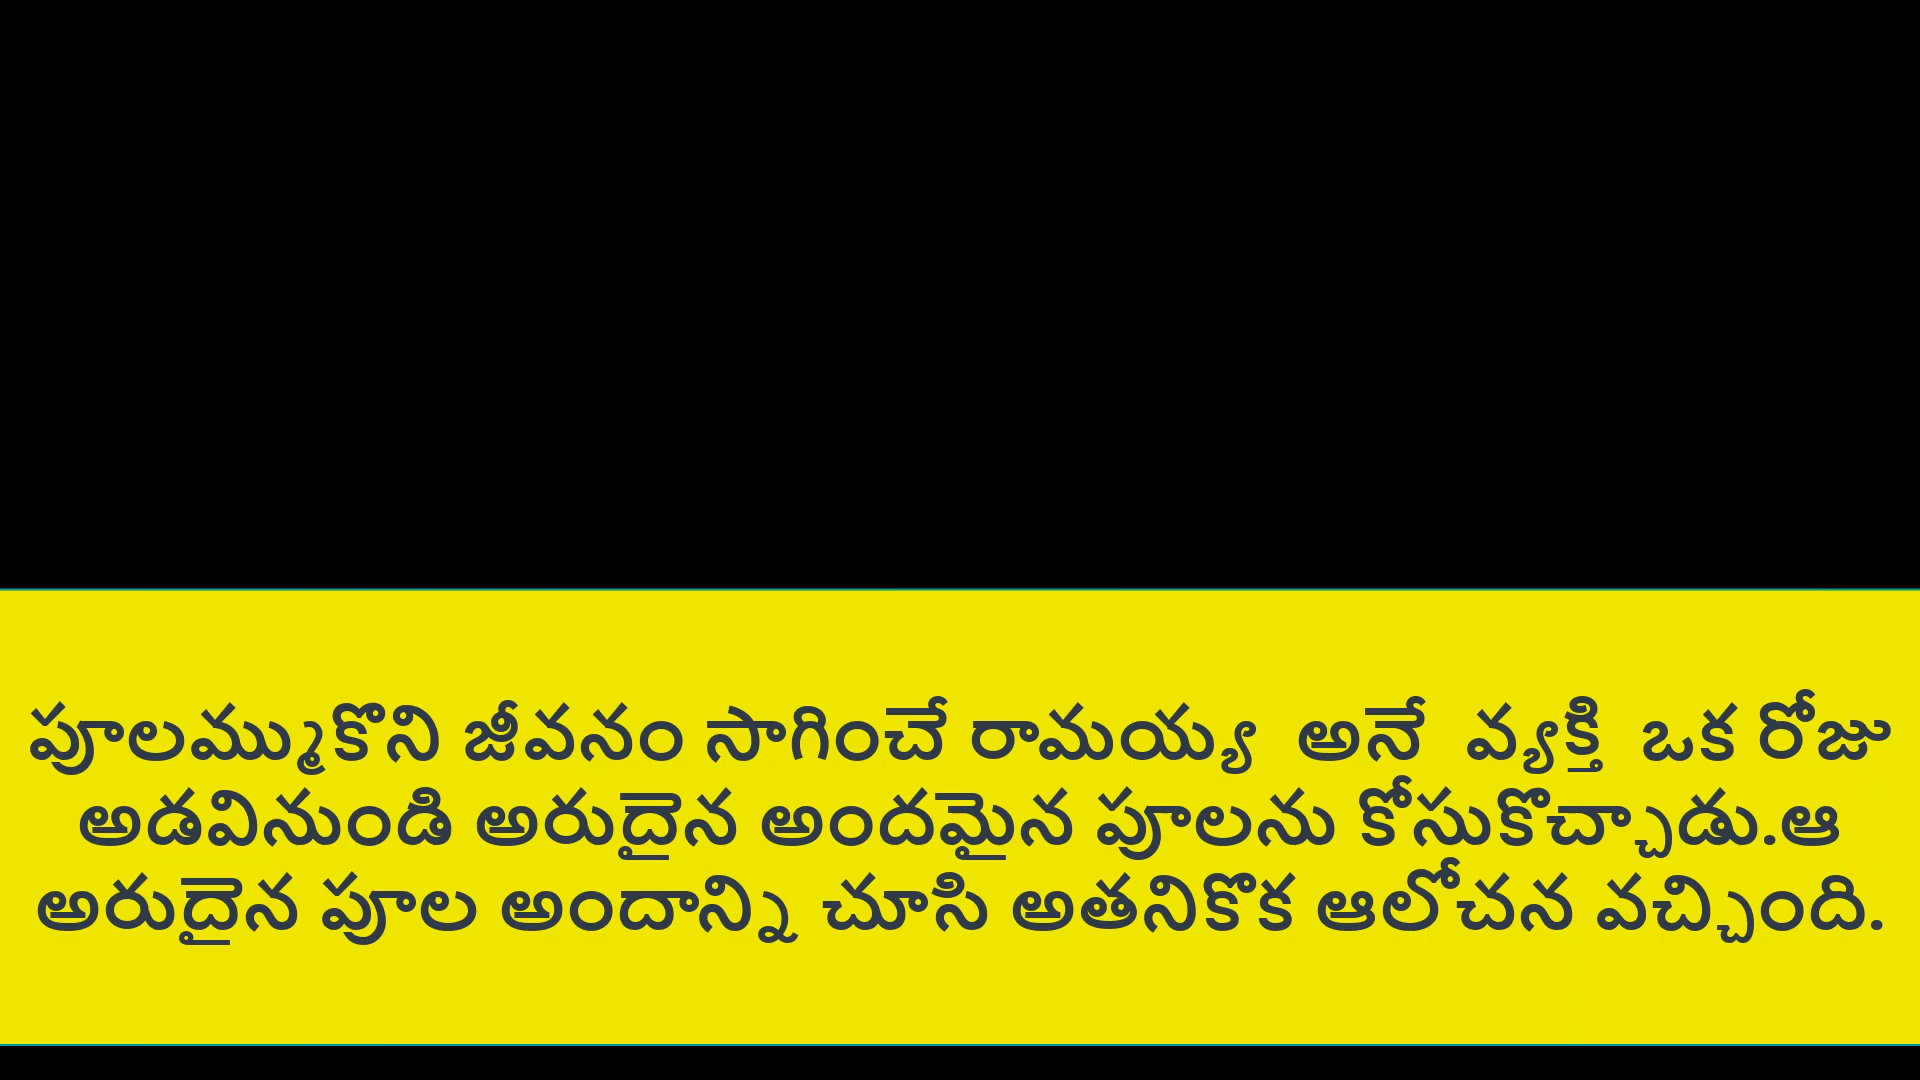 పూలమ్ముకొని జీవనం సాగించే రామయ్య అనే వ్యక్తి ఒక రోజు
అడవినుండి అరుదైన అందమైన పూలను కోసుకొచ్చాడు.ఆ
అరుదైన పూల అందాన్ని చూసి అతనికొక ఆలోచన వచ్చింది.